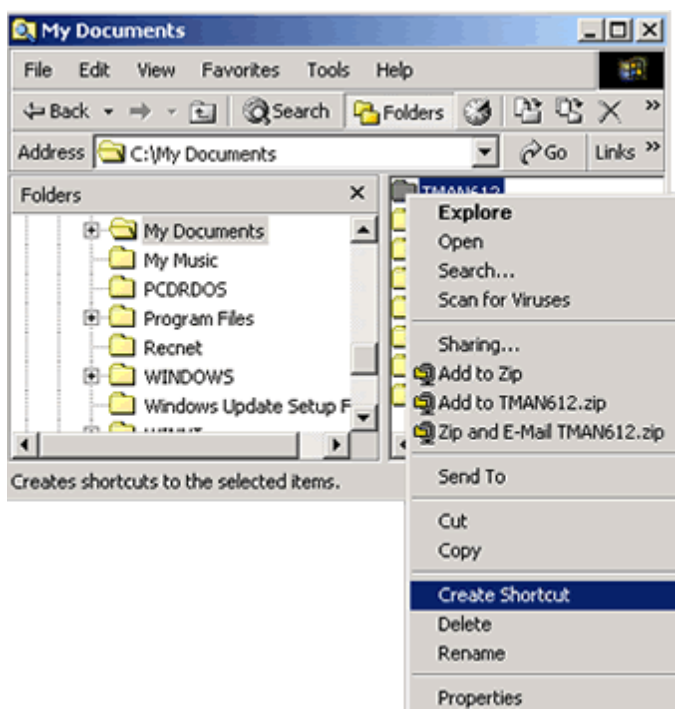 My Documents
File Edit View Favorites Tools Help
Back Search Folders »
Address C:\My Documents Go Links »
Folders
My Documents
My Music
PCDRDOS
Program Files
Recnet
WINDOWS
Windows Update Setup F
Creates shortcuts to the selected items.
TMAN612
Explore
Open
Search...
Scan for Viruses
Sharing...
Add to Zip
Add to TMAN612.zip
Zip and E-Mail TMAN612.zip
Send To
Cut
Copy
Create Shortcut
Delete
Rename
Properties